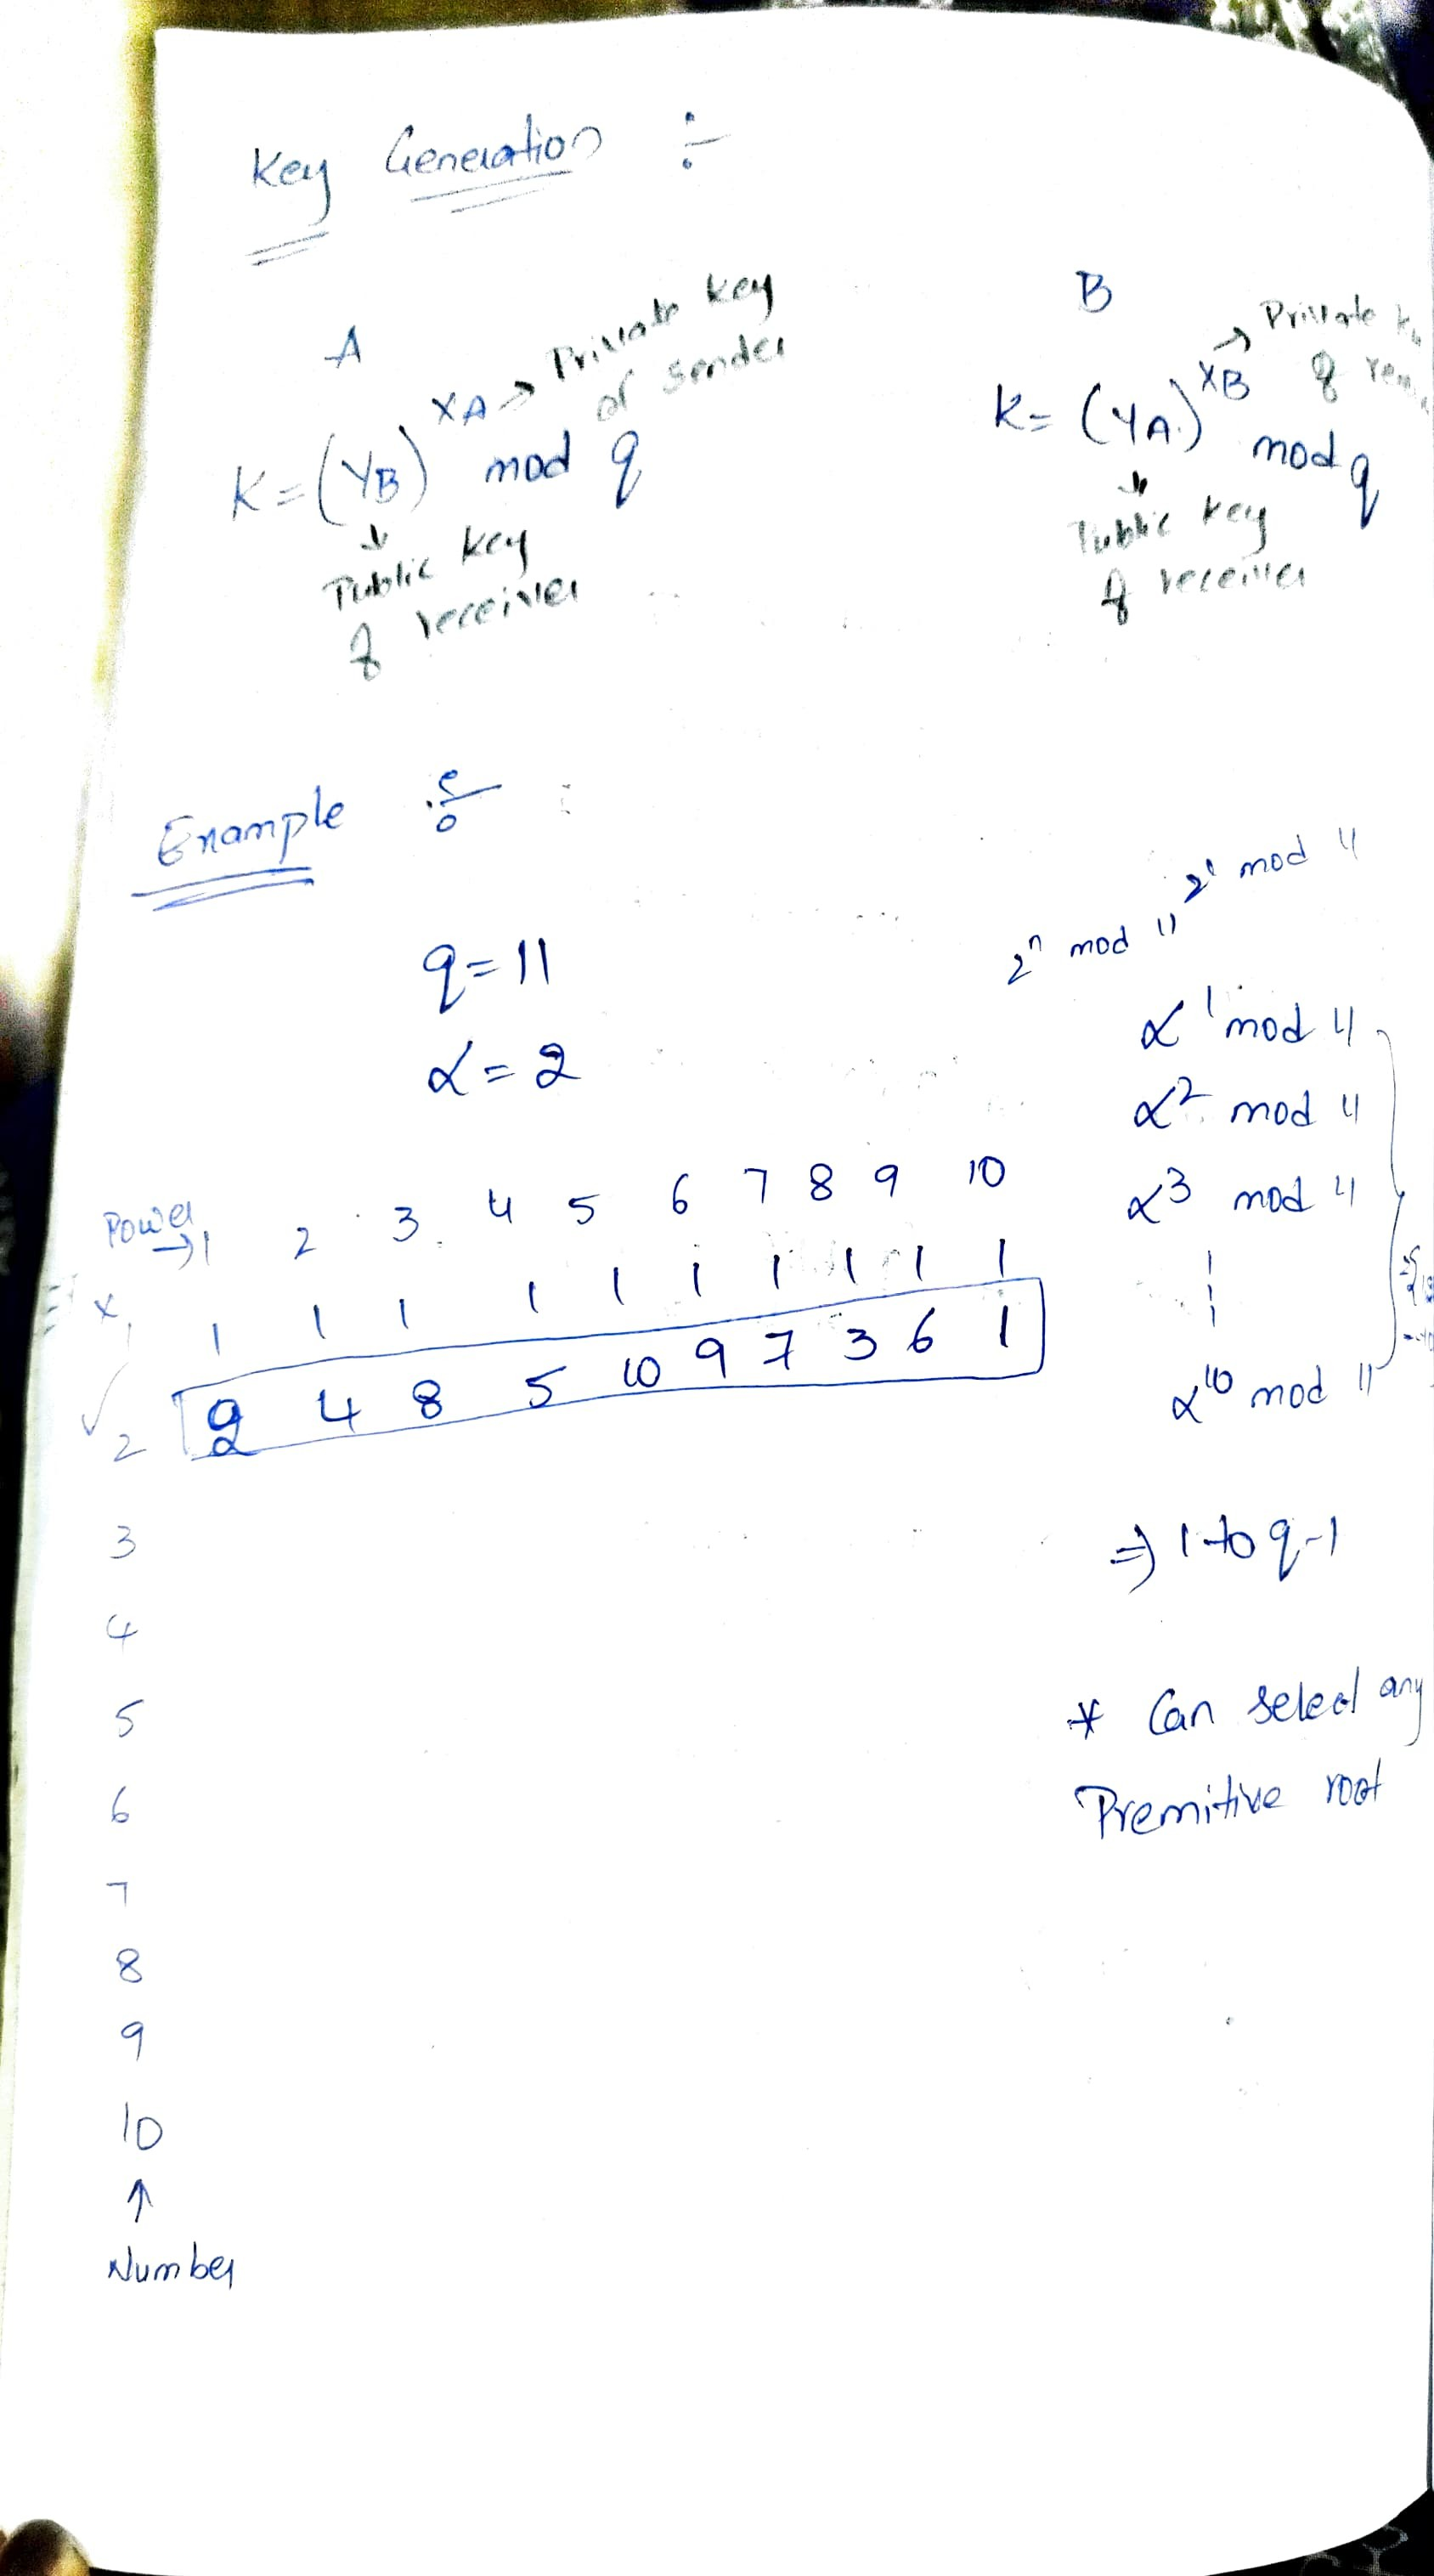 Key Generation :-
A
XA → Private key
of sender
K = (YB) mod q
↓
Public key
of receiver
B
XB → Private
of
K = (YA) mod q
↓
Public key
of receiver
Example :-
q = 11
α = 2
2^1 mod 11
2^n mod 11
α^1 mod 11
α^2 mod 11
α^3 mod 11
α^10 mod 11
Power → 1 2 3 4 5 6 7 8 9 10
x 1 1 1 1 1 1 1 1 1 1 1
✓ 2 2 4 8 5 10 9 7 3 6 1
3
4
5
6
7
8
9
10
↑
Number
⇒ 1 to q-1
* Can select any
Premitive root